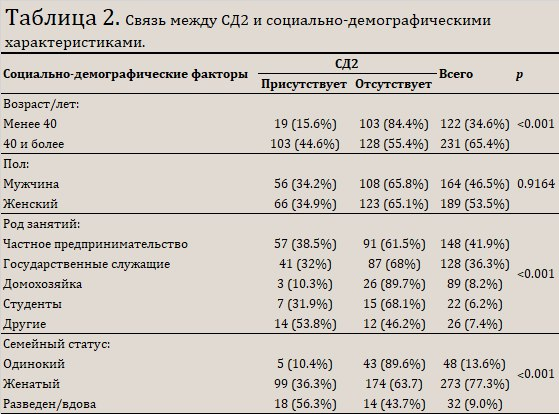 Таблица 2. Связь между СД2 и социально-демографическими
характеристиками.
Социально-демографические факторы СД2 Всего p
Присутствует Отсутствует
Возраст/лет:
Менее 40 19 (15.6%) 103 (84.4%) 122 (34.6%) <0.001
40 и более 103 (44.6%) 128 (55.4%) 231 (65.4%)
Пол:
Мужчина 56 (34.2%) 108 (65.8%) 164 (46.5%) 0.9164
Женский 66 (34.9%) 123 (65.1%) 189 (53.5%)
Род занятий:
Частное предпринимательство 57 (38.5%) 91 (61.5%) 148 (41.9%)
Государственные служащие 41 (32%) 87 (68%) 128 (36.3%) <0.001
Домохозяйка 3 (10.3%) 26 (89.7%) 89 (8.2%)
Студенты 7 (31.9%) 15 (68.1%) 22 (6.2%)
Другие 14 (53.8%) 12 (46.2%) 26 (7.4%)
Семейный статус:
Одинокий 5 (10.4%) 43 (89.6%) 48 (13.6%)
Женатый 99 (36.3%) 174 (63.7) 273 (77.3%) <0.001
Разведен/вдова 18 (56.3%) 14 (43.7%) 32 (9.0%)